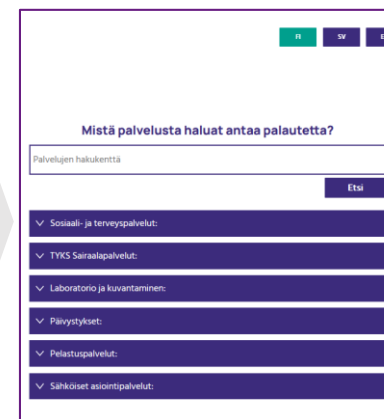 FI SV
Mistä palvelusta haluat antaa palautetta?
Palvelujen hakukenttä
Etsi
Sosiaali- ja terveyspalvelut:
TYKS Sairaalapalvelut:
Laboratorio ja kuvantaminen:
Päivystykset:
Pelastuspalvelut:
Sähköiset asiointipalvelut: